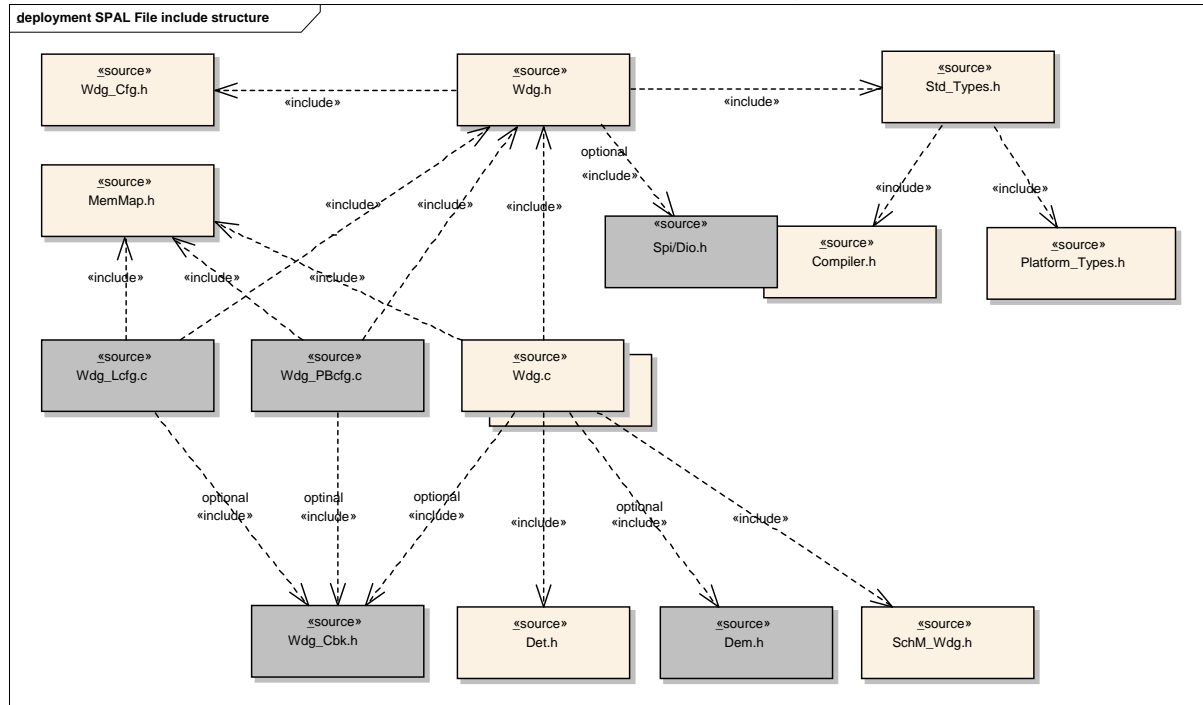 deployment SPAL File include structure
«source»
Wdg_Cfg.h
«source»
Wdg.h
«source»
Std_Types.h
«include»
«include»
optional
«include»
«source»
MemMap.h
«include»
«include»
«include»
«include»
«include»
«source»
Spi/Dio.h
«source»
Compiler.h
«source»
Platform_Types.h
«include»
«include»
«include»
«source»
Wdg_Lcfg.c
«source»
Wdg_PBcfg.c
«source»
Wdg.c
optional
«include»
optinal
«include»
optional
«include»
«include»
optional
«include»
«include»
«source»
Wdg_Cbk.h
«source»
Det.h
«source»
Dem.h
«source»
SchM_Wdg.h